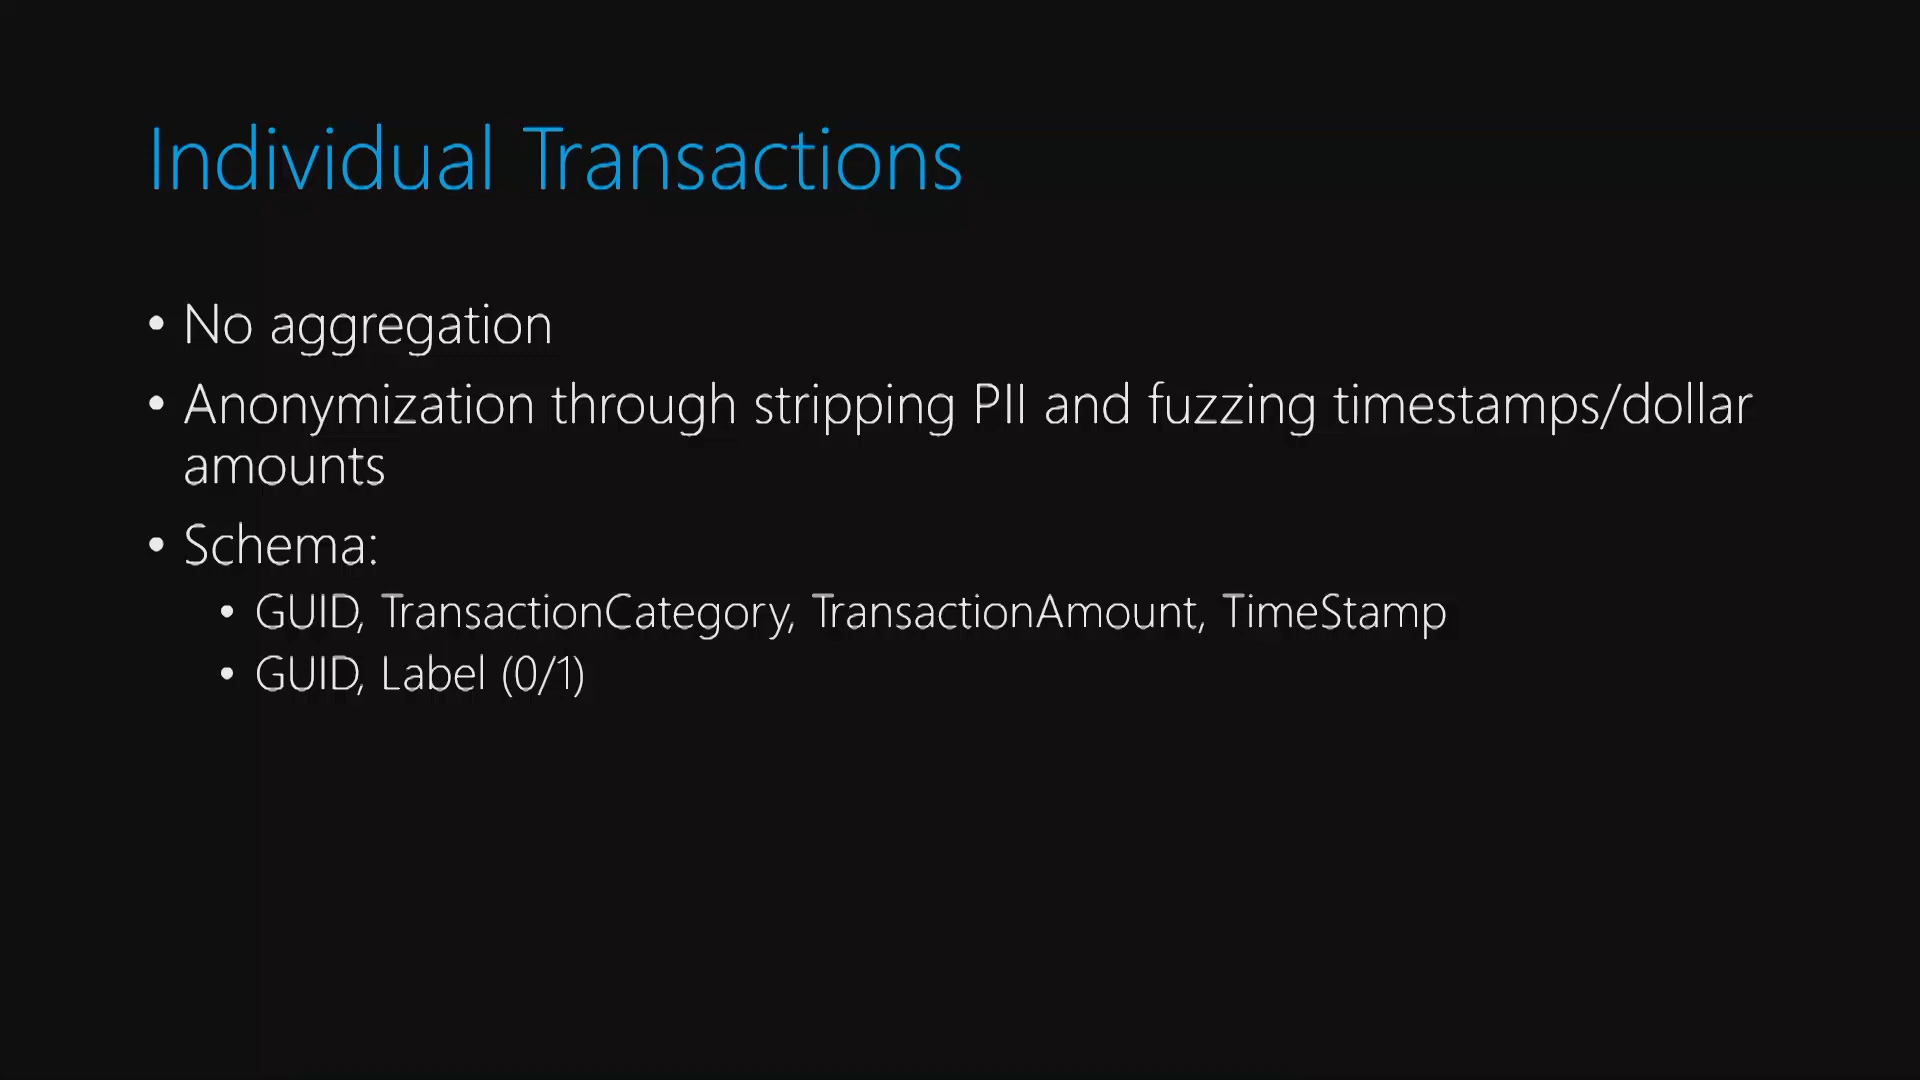 Individual Transactions
• No aggregation
• Anonymization through stripping PII and fuzzing timestamps/dollar
amounts
• Schema:
• GUID, TransactionCategory, TransactionAmount, TimeStamp
• GUID, Label (0/1)